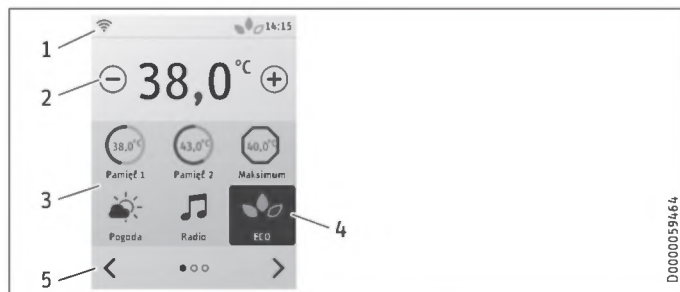 1
14:15
2
38,0 °C
38,0°C
43,0°C
40,0°C
Pamięć 1
Pamięć 2
Maksimum
3
4
Pogoda
Radio
ECO
5
D0000059464